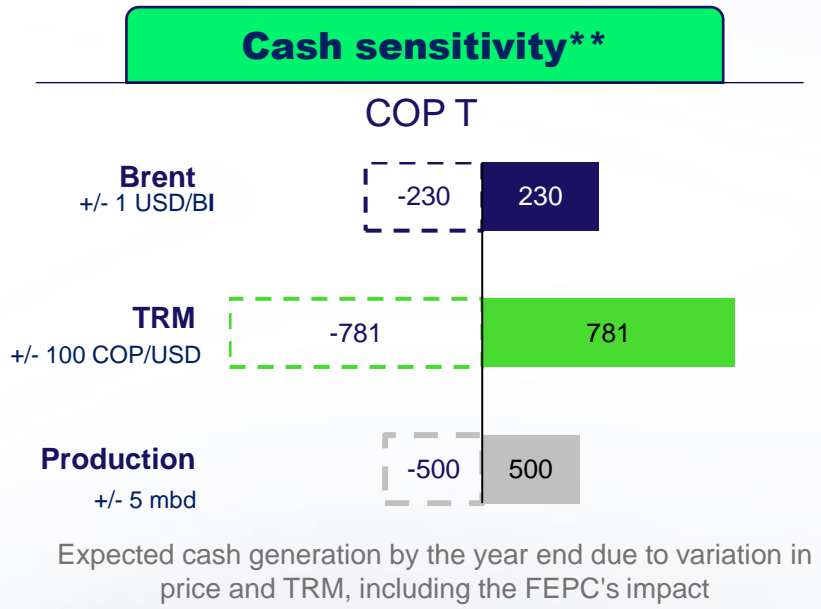 Cash sensitivity**
COP T
Brent
+/- 1 USD/Bl
-230
230
TRM
+/- 100 COP/USD
-781
781
Production
+/- 5 mbd
-500
500
Expected cash generation by the year end due to variation in
price and TRM, including the FEPC's impact